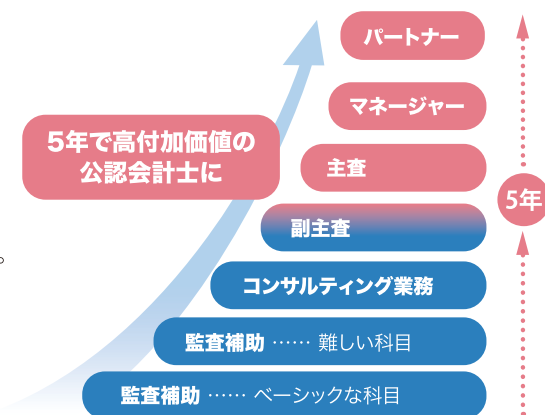 パートナー
マネージャー
5年で高付加価値の
公認会計士に
主査
5年
副主査
。
コンサルティング業務
監査補助 …… 難しい科目
監査補助 …… ベーシックな科目